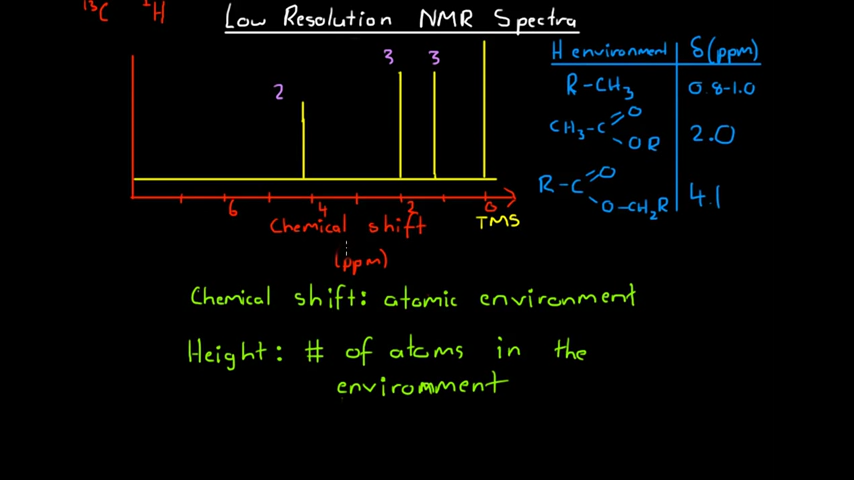 ¹³C ¹H
Low Resolution NMR Spectra
2 3 3
6 4 2 0
Chemical shift
(ppm)
TMS
H environment δ(ppm)
R-CH₃ 0.8-1.0
CH₃-C O OR 2.0
R-C O O-CH₂R 4.1
Chemical shift: atomic environment
Height: # of atoms in the
enviromment